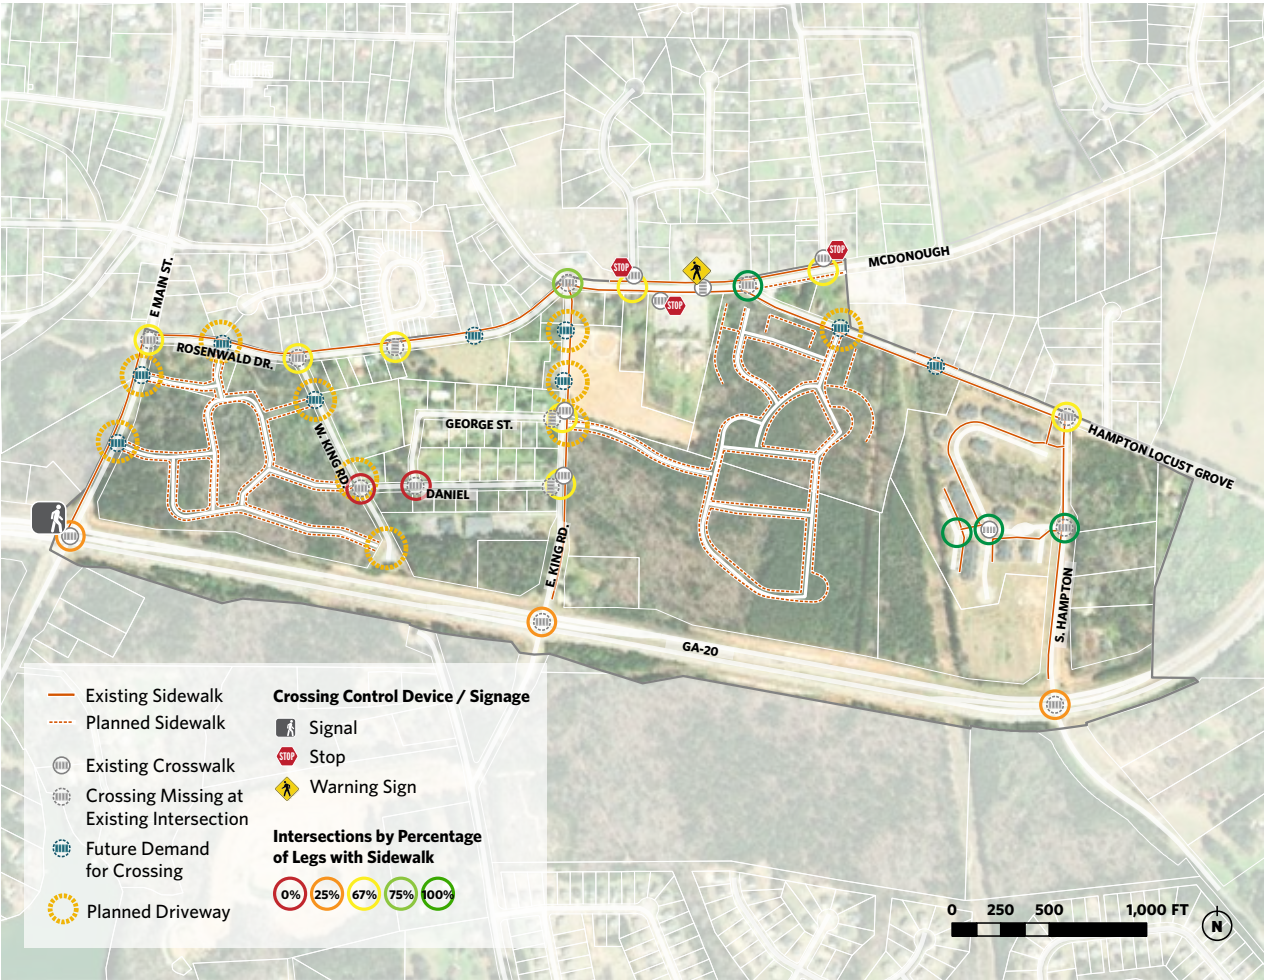 STOP
MCDONOUGH
STOP
STOP
E MAIN ST.
ROSENWALD DR.
W. KING RD.
GEORGE ST.
DANIEL
E. KING RD.
HAMPTON LOCUST GROVE
S. HAMPTON
GA-20
Existing Sidewalk
Planned Sidewalk
Existing Crosswalk
Crossing Missing at
Existing Intersection
Future Demand
for Crossing
Planned Driveway
Crossing Control Device / Signage
Signal
STOP
Stop
Warning Sign
Intersections by Percentage
of Legs with Sidewalk
0% 25% 67% 75% 100%
0 250 500 1,000 FT
N